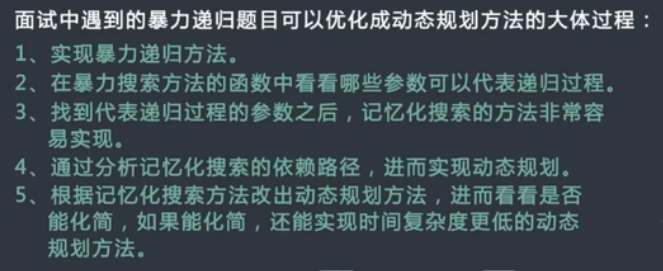 面试中遇到的暴力递归题目可以优化成动态规划方法的大体过程：
1、实现暴力递归方法。
2、在暴力搜索方法的函数中看看哪些参数可以代表递归过程。
3、找到代表递归过程的参数之后，记忆化搜索的方法非常容
易实现。
4、通过分析记忆化搜索的依赖路径，进而实现动态规划。
5、根据记忆化搜索方法改出动态规划方法，进而看看是否
能化简，如果能化简，还能实现时间复杂度更低的动态
规划方法。